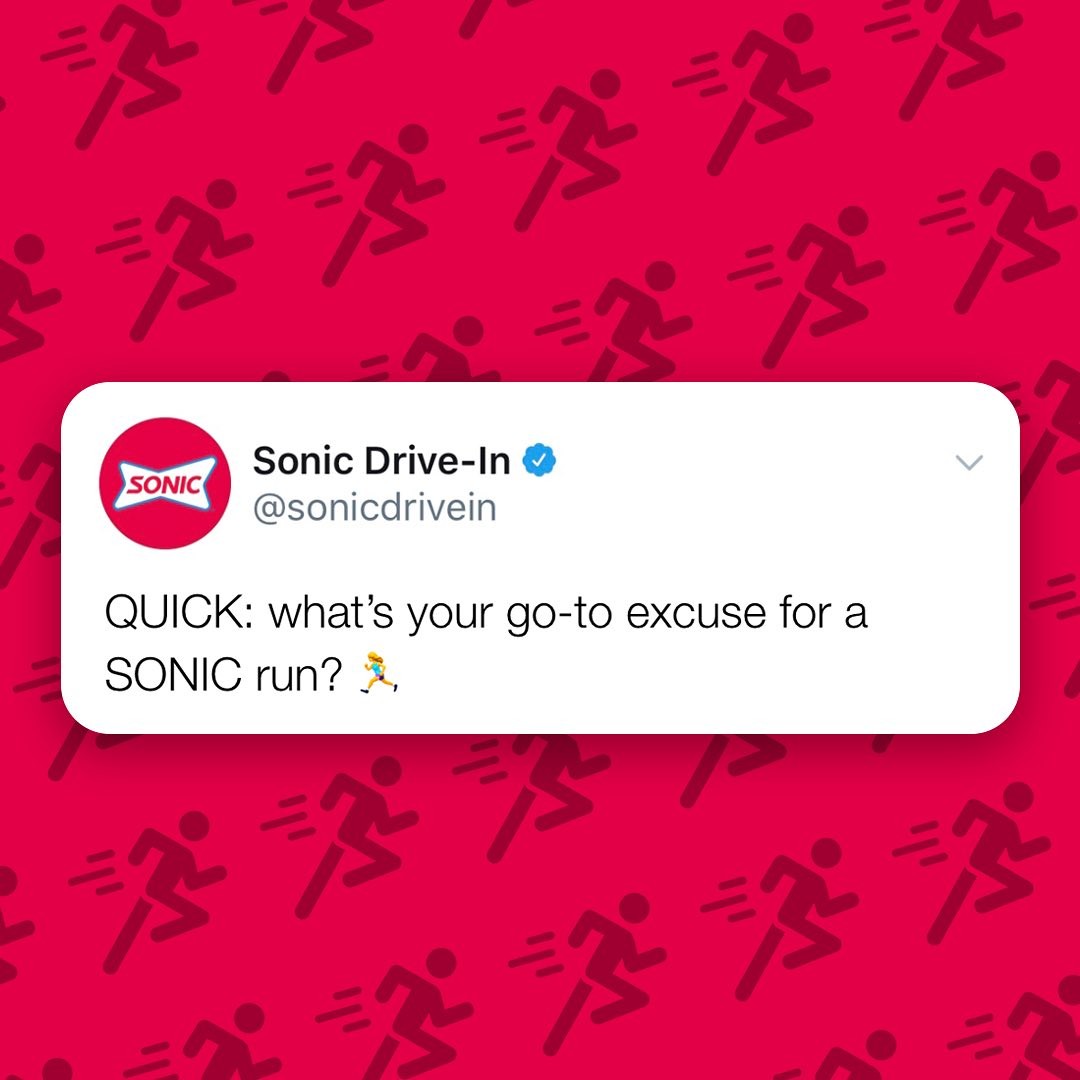 SONIC
Sonic Drive-In
@sonicdrivein
QUICK: what’s your go-to excuse for a
SONIC run? 🏃‍♀️